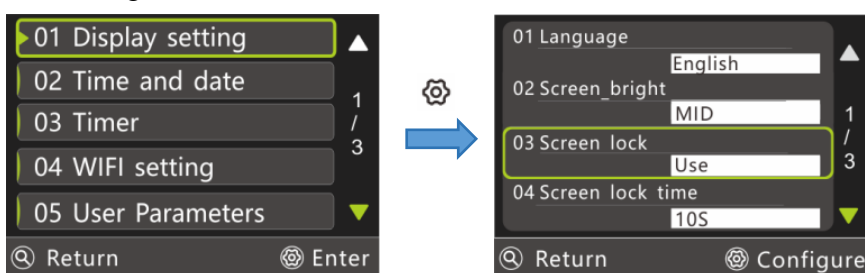 01 Display setting
02 Time and date
03 Timer
04 WIFI setting
05 User Parameters
1
/
3
Return
Enter
01 Language
English
02 Screen_bright
MID
03 Screen lock
Use
04 Screen lock time
10S
1
/
3
Return
Configure